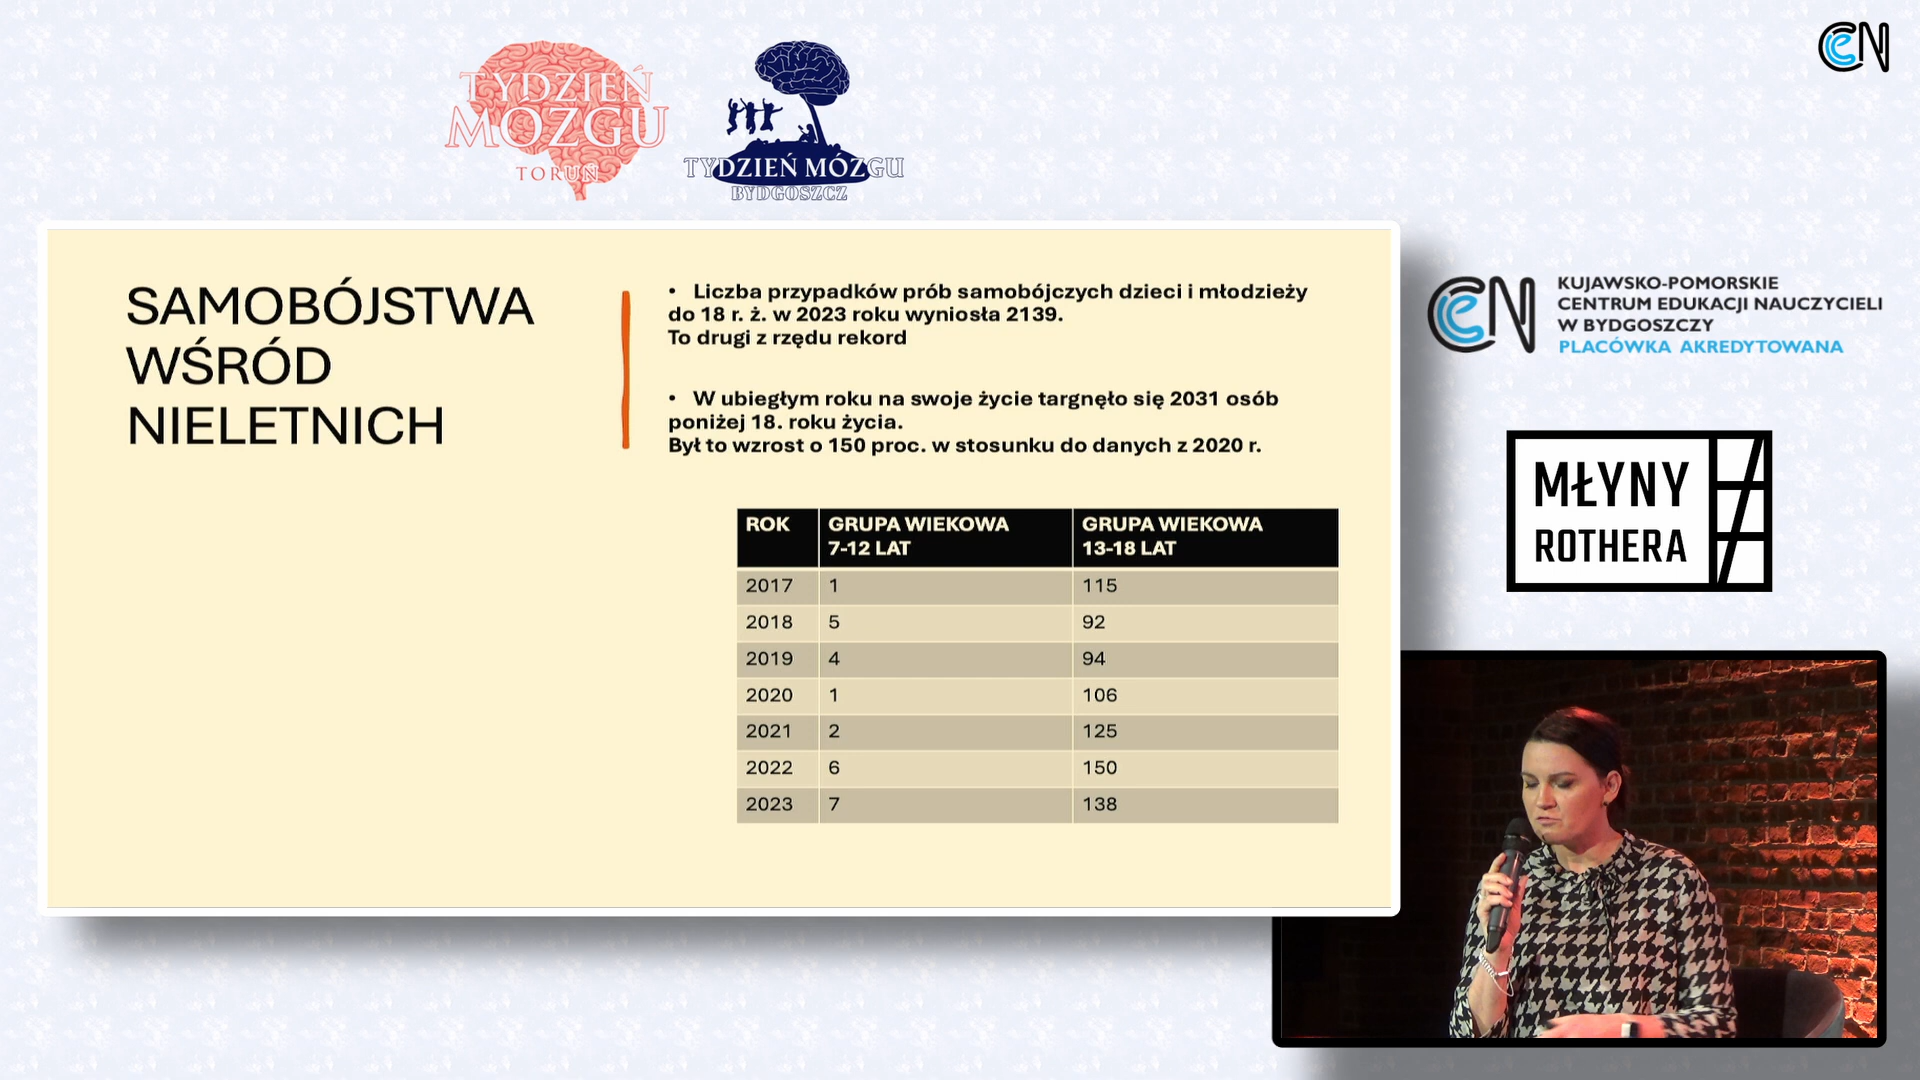 CEN
TYDZIEŃ
MÓZGU
TORUŃ
TYDZIEŃ MÓZGU
BYDGOSZCZ
SAMOBÓJSTWA
WŚRÓD
NIELETNICH
• Liczba przypadków prób samobójczych dzieci i młodzieży
do 18 r. ż. w 2023 roku wyniosła 2139.
To drugi z rzędu rekord
• W ubiegłym roku na swoje życie targnęło się 2031 osób
poniżej 18. roku życia.
Był to wzrost o 150 proc. w stosunku do danych z 2020 r.
ROK GRUPA WIEKOWA 7-12 LAT GRUPA WIEKOWA 13-18 LAT
2017 1 115
2018 5 92
2019 4 94
2020 1 106
2021 2 125
2022 6 150
2023 7 138
CEN
KUJAWSKO-POMORSKIE
CENTRUM EDUKACJI NAUCZYCIELI
W BYDGOSZCZY
PLACÓWKA AKREDYTOWANA
MŁYNY
ROTHERA